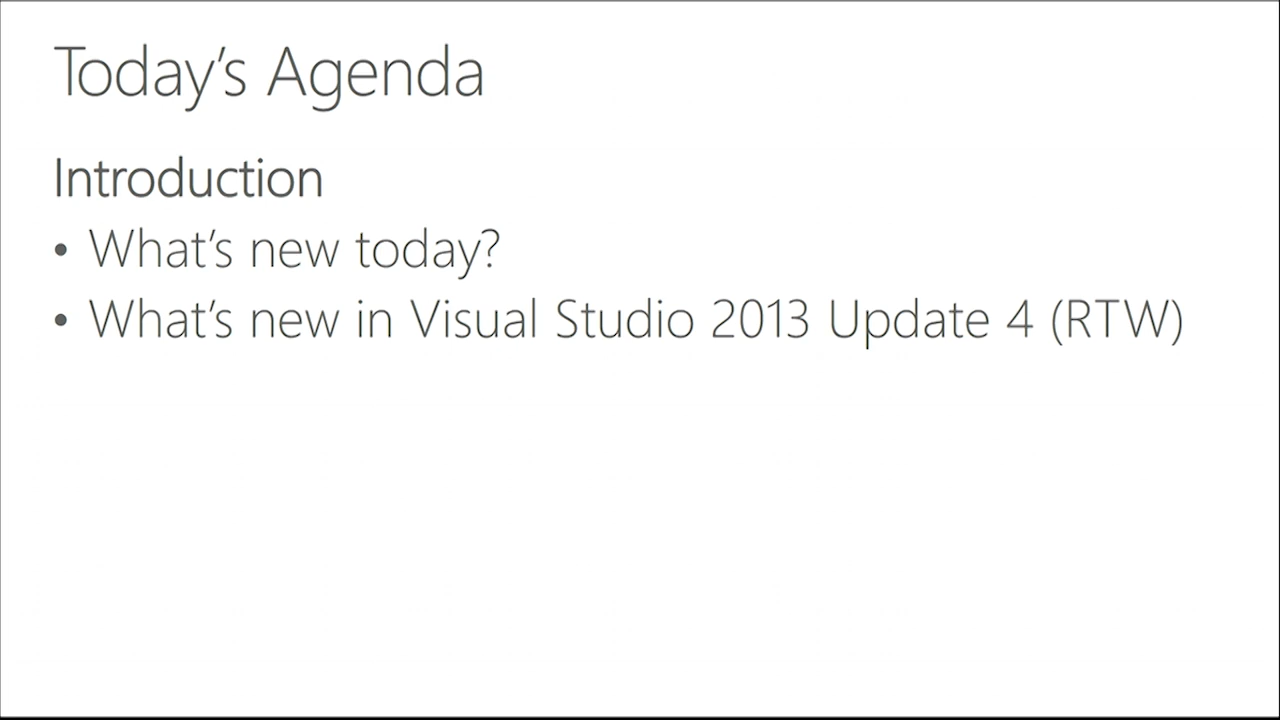 Today’s Agenda
Introduction
• What’s new today?
• What’s new in Visual Studio 2013 Update 4 (RTW)